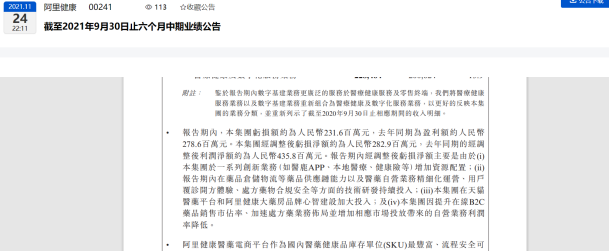 2021.11
24
22:11
阿里健康 00241 113 ☆收藏公告
截至2021年9月30日止六个月中期业绩公告
附註： 鑒於報告期內數字基建業務更廣泛的服務於醫療健康服務及零售終端，我們將醫療健康
服務業務以及數字基建業務重新組合為醫療健康及數字化服務業務，以更好的反映本集
團的業務分類，並重新列示了截至2020年9月30日止相應期間的收入明細。
• 報告期內，本集團虧損額約為人民幣231.6百萬元，去年同期為盈利額約人民幣
278.6百萬元。本集團經調整後虧損淨額為人民幣282.9百萬元，去年同期的經調
整後利潤淨額約為人民幣435.8百萬元。報告期內經調整後虧損淨額主要是由於(i)
本集團於一系列創新業務(如醫鹿APP、本地醫療、健康險等)增加資源配置；(ii)
報告期內在藥品倉儲物流等藥品供應鏈能力以及醫藥自營業務精細化運營、用戶
覆診開方體驗、處方藥物合規安全等方面的技術研發持續投入；(iii)本集團在天貓
醫藥平台和阿里健康大藥房品牌心智建設加大投入；及(iv)本集團因提升在線B2C
藥品銷售市佔率，加速處方藥業務佈局並增加相應市場投放帶來的自營業務利潤
率降低。
• 阿里健康醫藥電商平台作為國內醫藥健康品庫存單位(SKU)最豐富、流程安全可